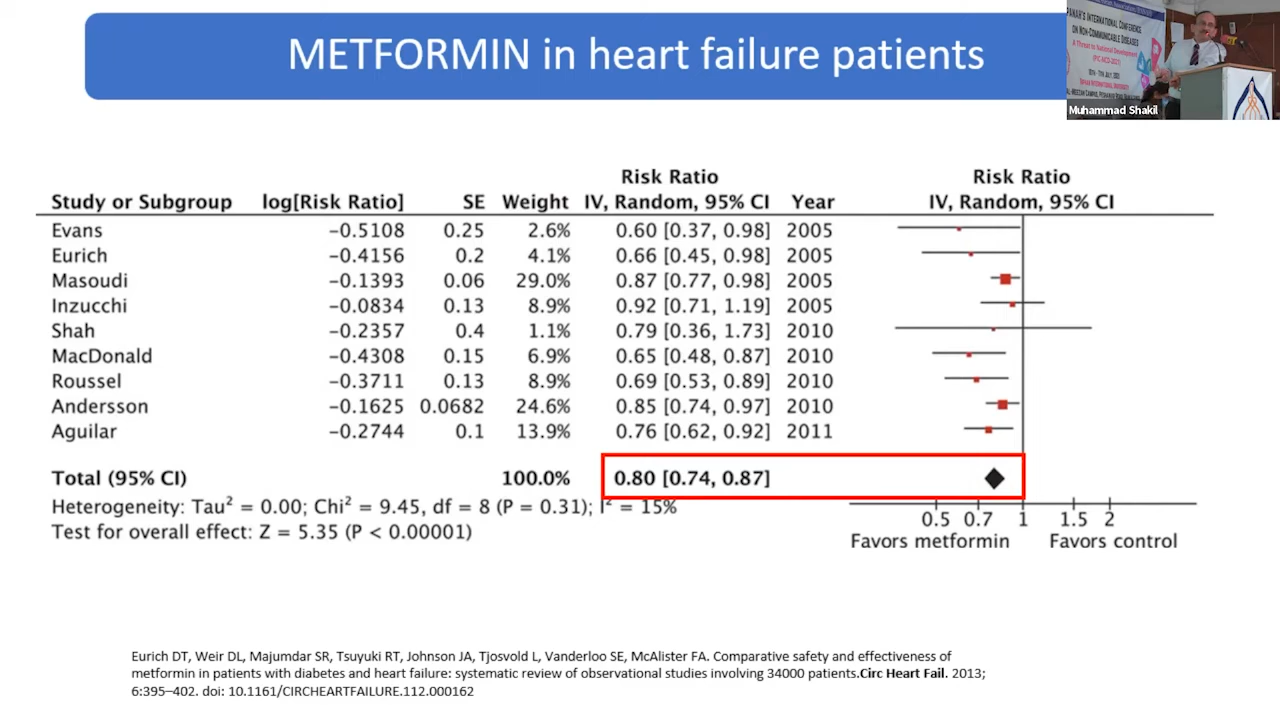 METFORMIN in heart failure patients
PANAH'S INTERNATIONAL CONFERENCE
ON NON-COMMUNICABLE DISEASES
Muhammad Shakil
Risk Ratio Risk Ratio
Study or Subgroup log[Risk Ratio] SE Weight IV, Random, 95% CI Year IV, Random, 95% CI
Evans −0.5108 0.25 2.6% 0.60 [0.37, 0.98] 2005
Eurich −0.4156 0.2 4.1% 0.66 [0.45, 0.98] 2005
Masoudi −0.1393 0.06 29.0% 0.87 [0.77, 0.98] 2005
Inzucchi −0.0834 0.13 8.9% 0.92 [0.71, 1.19] 2005
Shah −0.2357 0.4 1.1% 0.79 [0.36, 1.73] 2010
MacDonald −0.4308 0.15 6.9% 0.65 [0.48, 0.87] 2010
Roussel −0.3711 0.13 8.9% 0.69 [0.53, 0.89] 2010
Andersson −0.1625 0.0682 24.6% 0.85 [0.74, 0.97] 2010
Aguilar −0.2744 0.1 13.9% 0.76 [0.62, 0.92] 2011
Total (95% CI) 100.0% 0.80 [0.74, 0.87]
Heterogeneity: Tau² = 0.00; Chi² = 9.45, df = 8 (P = 0.31); I² = 15%
Test for overall effect: Z = 5.35 (P < 0.00001)
0.5 0.7 1 1.5 2
Favors metformin Favors control
Eurich DT, Weir DL, Majumdar SR, Tsuyuki RT, Johnson JA, Tjosvold L, Vanderloo SE, McAlister FA. Comparative safety and effectiveness of
metformin in patients with diabetes and heart failure: systematic review of observational studies involving 34000 patients.Circ Heart Fail. 2013;
6:395–402. doi: 10.1161/CIRCHEARTFAILURE.112.000162